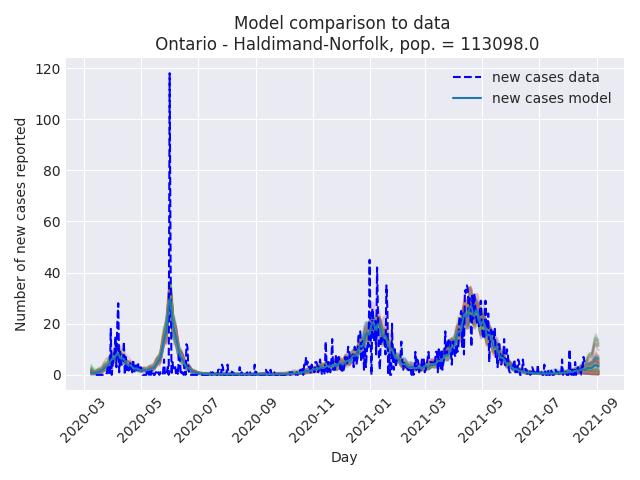 Model comparison to data
Ontario - Haldimand-Norfolk, pop. = 113098.0
new cases data
new cases model
Number of new cases reported
120
100
80
60
40
20
0
2020-03
2020-05
2020-07
2020-09
2020-11
2021-01
2021-03
2021-05
2021-07
2021-09
Day